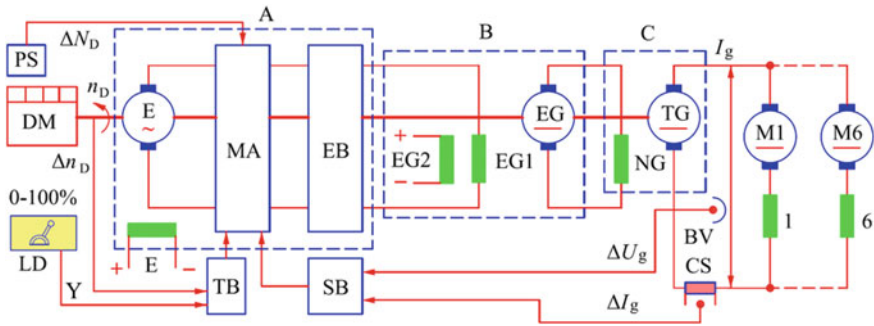 A
B
C
PS
ΔN_D
I_g
n_D
DM
E
~
MA
EB
+
EG2
−
EG1
EG
NG
TG
M1
M6
Δn_D
0-100%
LD
Y
+ E −
TB
SB
ΔU_g
BV
CS
ΔI_g
1
6